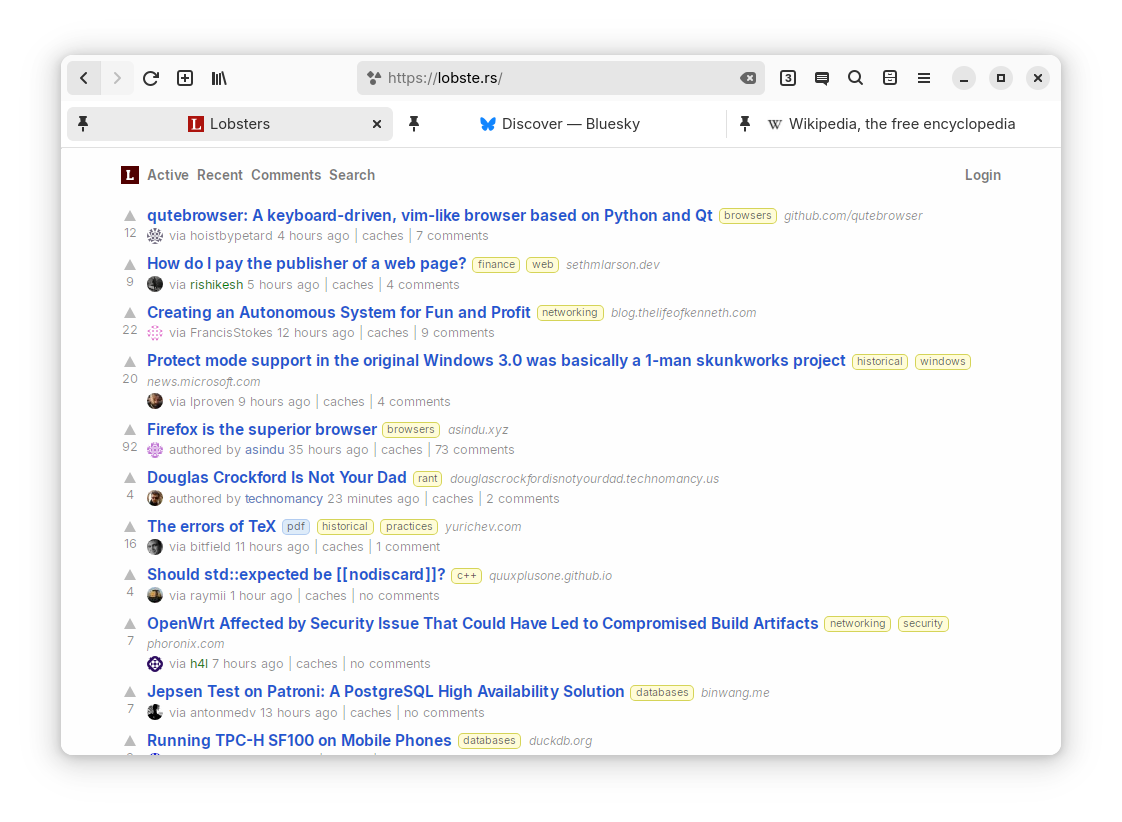 https://lobste.rs/ 3
L Lobsters Discover — Bluesky W Wikipedia, the free encyclopedia
L Active Recent Comments Search Login
qutebrowser: A keyboard-driven, vim-like browser based on Python and Qt browsers github.com/qutebrowser
12 via hoistbypetard 4 hours ago | caches | 7 comments
How do I pay the publisher of a web page? finance web sethmlarson.dev
9 via rishikesh 5 hours ago | caches | 4 comments
Creating an Autonomous System for Fun and Profit networking blog.thelifeofkenneth.com
22 via FrancisStokes 12 hours ago | caches | 9 comments
Protect mode support in the original Windows 3.0 was basically a 1-man skunkworks project historical windows
20 news.microsoft.com
via lproven 9 hours ago | caches | 4 comments
Firefox is the superior browser browsers asindu.xyz
92 authored by asindu 35 hours ago | caches | 73 comments
Douglas Crockford Is Not Your Dad rant douglascrockfordisnotyourdad.technomancy.us
4 authored by technomancy 23 minutes ago | caches | 2 comments
The errors of TeX pdf historical practices yurichev.com
16 via bitfield 11 hours ago | caches | 1 comment
Should std::expected be [[nodiscard]]? c++ quuxplusone.github.io
4 via raymii 1 hour ago | caches | no comments
OpenWrt Affected by Security Issue That Could Have Led to Compromised Build Artifacts networking security
7 phoronix.com
via h4l 7 hours ago | caches | no comments
Jepsen Test on Patroni: A PostgreSQL High Availability Solution databases binwang.me
7 via antonmedv 13 hours ago | caches | no comments
Running TPC-H SF100 on Mobile Phones databases duckdb.org